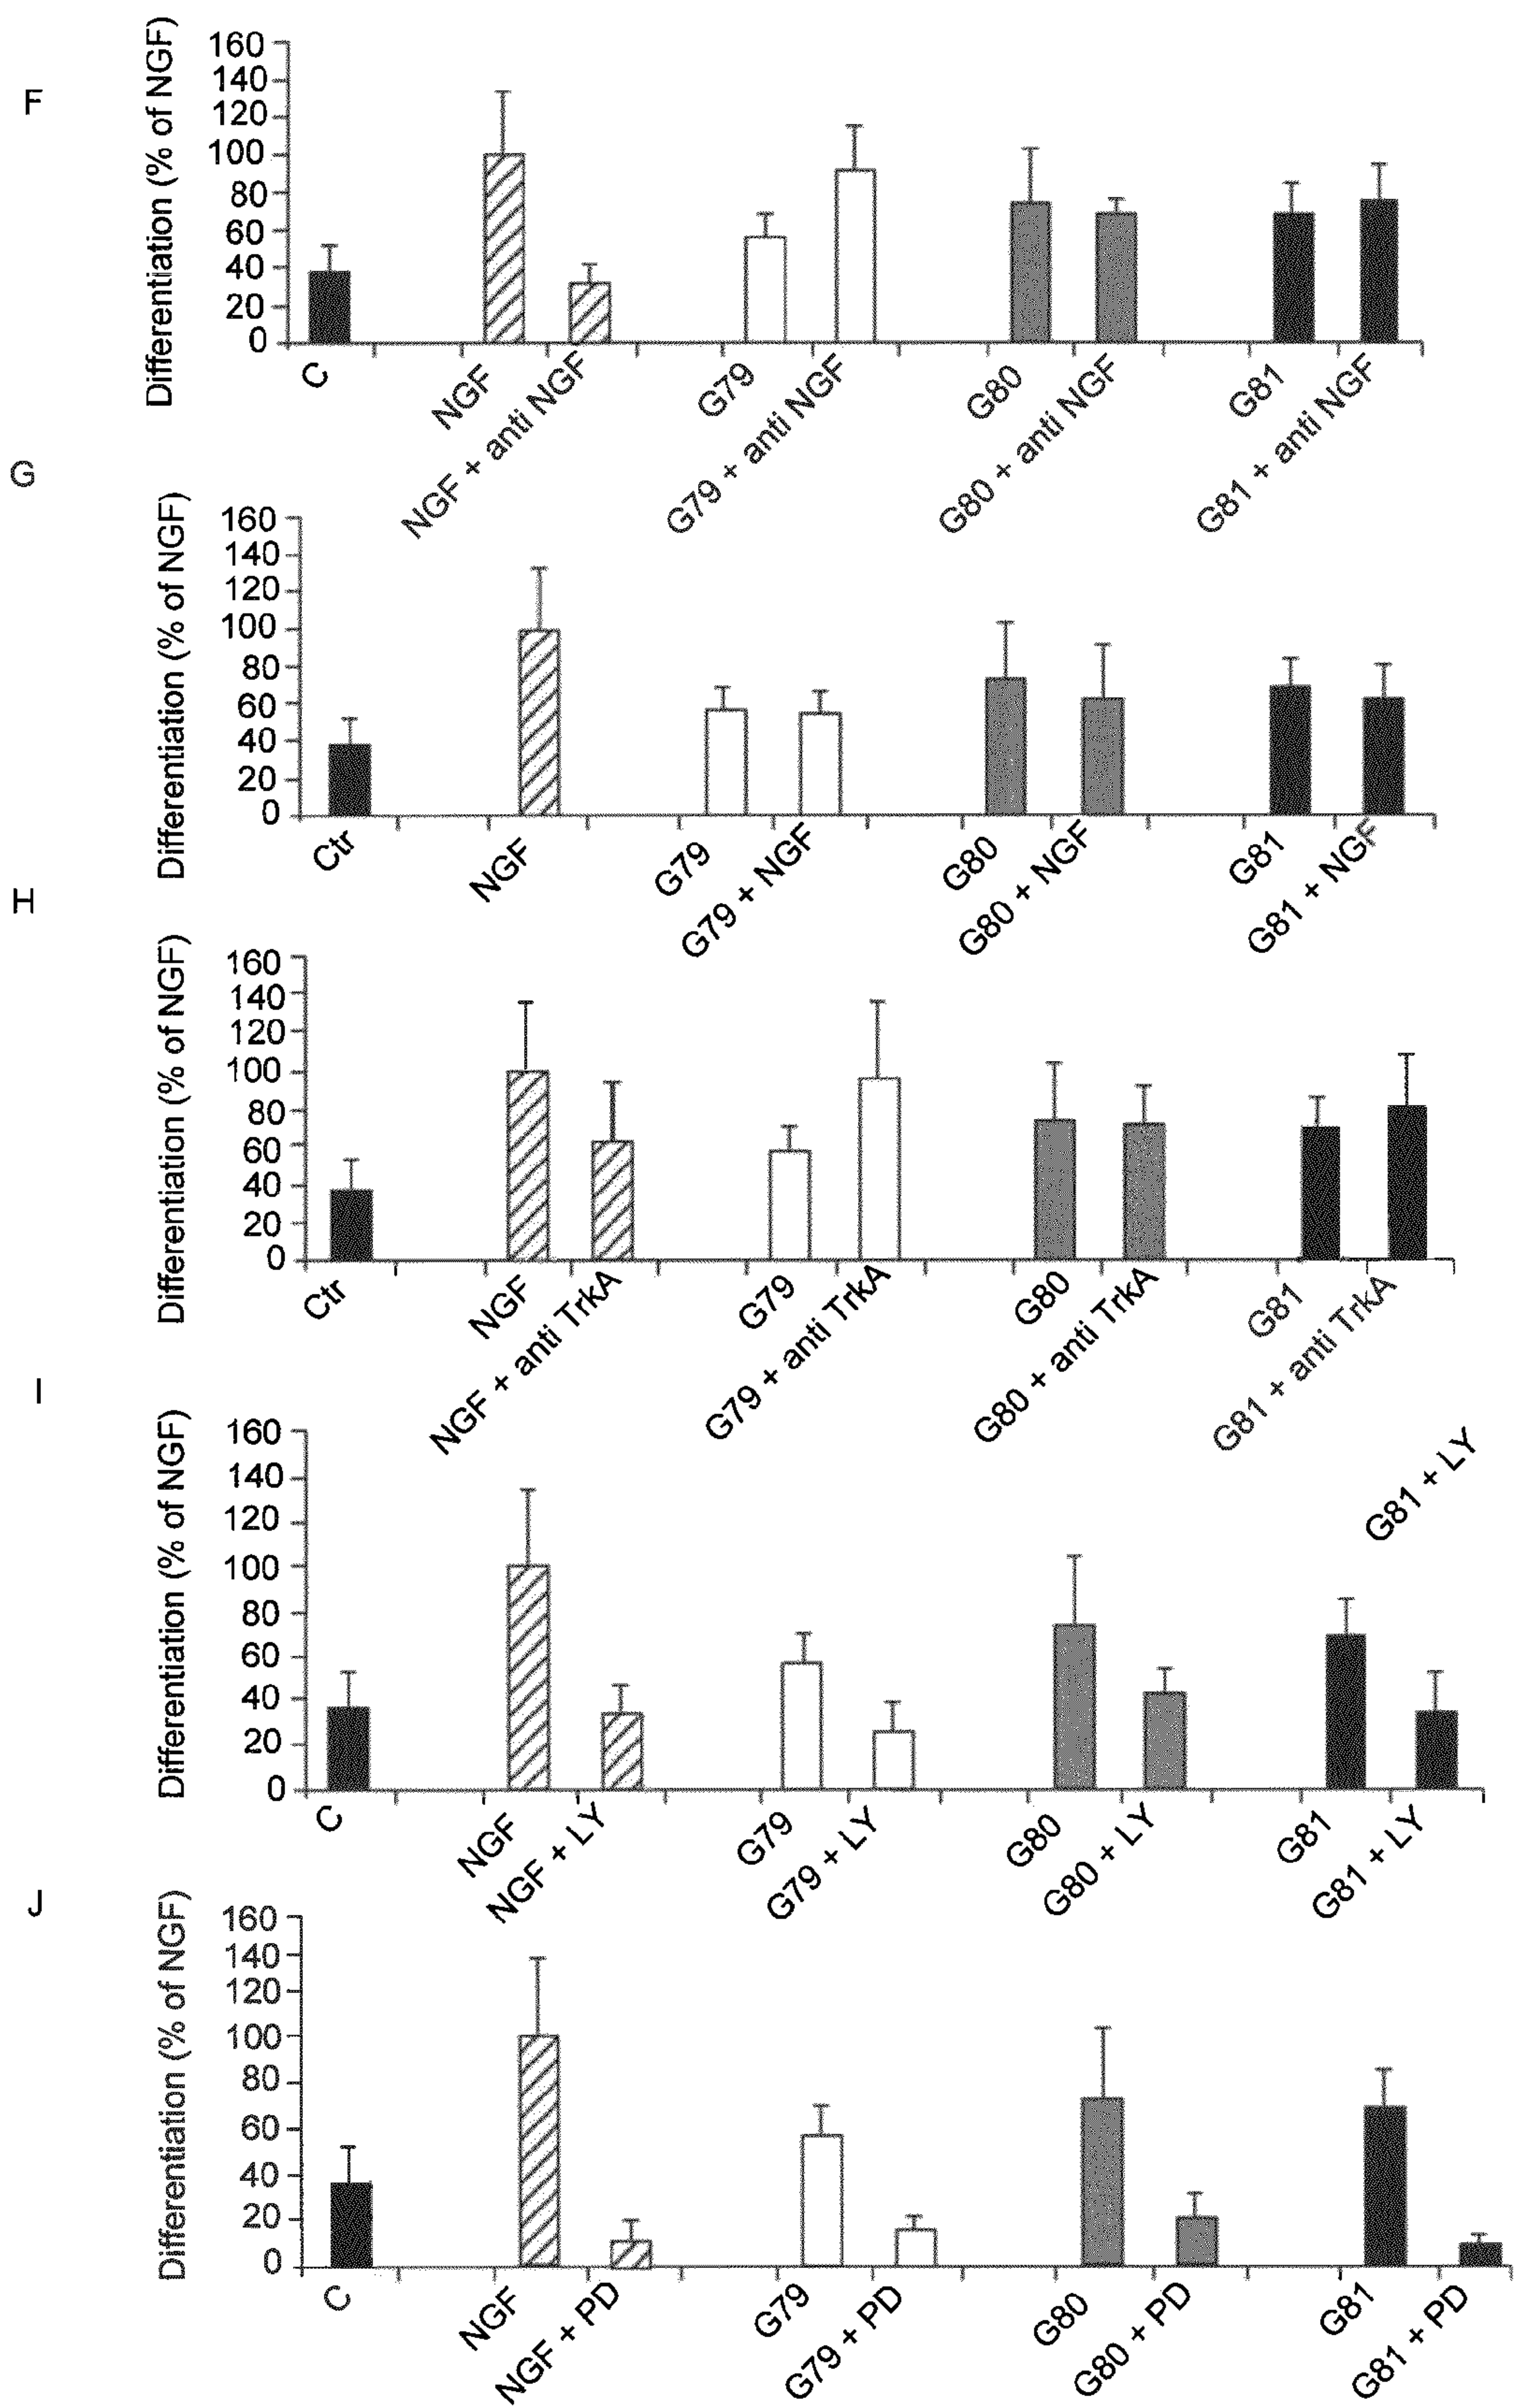 F
Differentiation (% of NGF)
160
140
120
100
80
60
40
20
0
C
NGF
NGF + anti NGF
G79
G79 + anti NGF
G80
G80 + anti NGF
G81
G81 + anti NGF
G
Differentiation (% of NGF)
160
140
120
100
80
60
40
20
0
Ctr
NGF
G79
G79 + NGF
G80
G80 + NGF
G81
G81 + NGF
H
Differentiation (% of NGF)
160
140
120
100
80
60
40
20
0
Ctr
NGF
NGF + anti TrkA
G79
G79 + anti TrkA
G80
G80 + anti TrkA
G81
G81 + anti TrkA
I
Differentiation (% of NGF)
160
140
120
100
80
60
40
20
0
G81 + LY
C
NGF
NGF + LY
G79
G79 + LY
G80
G80 + LY
G81
G81 + LY
J
Differentiation (% of NGF)
160
140
120
100
80
60
40
20
0
C
NGF
NGF + PD
G79
G79 + PD
G80
G80 + PD
G81
G81 + PD